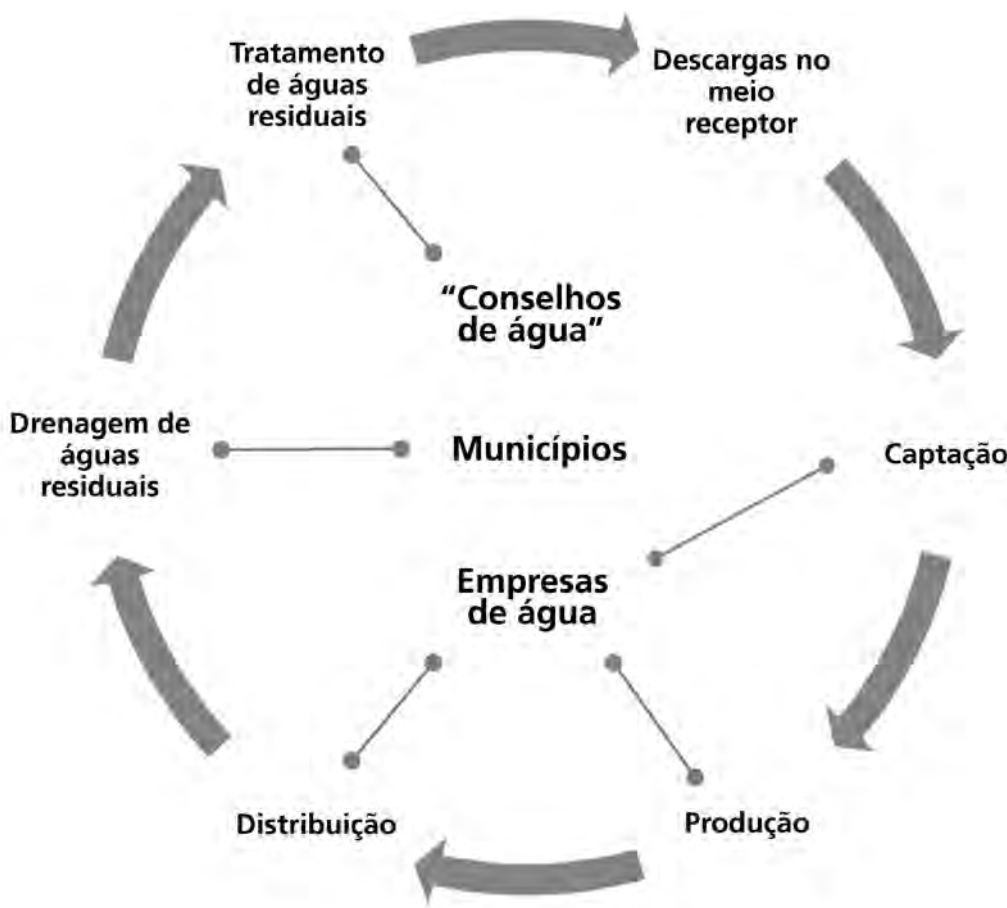 Tratamento
de águas
residuais
Descargas no
meio
receptor
“Conselhos
de água”
Drenagem de
águas
residuais
Municípios
Captação
Empresas
de água
Distribuição
Produção